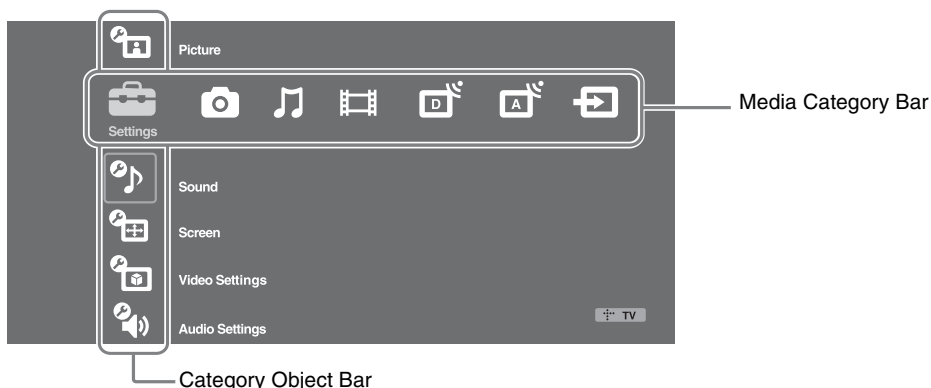 Picture
D
A
Settings
Media Category Bar
Sound
Screen
Video Settings
Audio Settings
TV
Category Object Bar